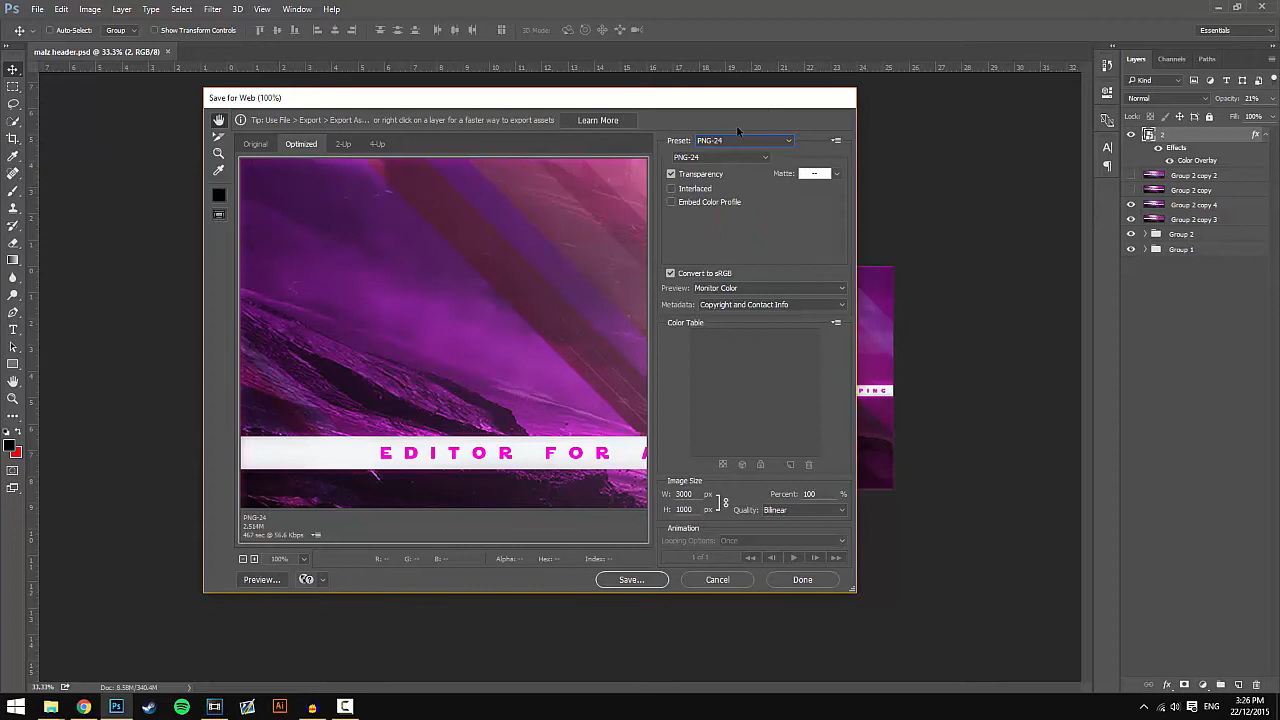 Ps File Edit Image Layer Type Select Filter 3D View Window Help
Auto-Select: Group Show Transform Controls 3D Mode: Essentials
malz header.psd @ 33.3% (2, RGB/8) ×
Save for Web (100%)
Tip: Use File > Export > Export As... or right click on a layer for a faster way to export assets Learn More
Original Optimized 2-Up 4-Up
Preset: PNG-24
PNG-24
Transparency Matte: --
Interlaced
Embed Color Profile
Convert to sRGB
Preview: Monitor Color
Metadata: Copyright and Contact Info
Color Table
EDITOR FOR
Image Size
W: 3000 px Percent: 100 %
H: 1000 px Quality: Bilinear
Animation
Looping Options: Once
1 of 1
PNG-24
2.514M
467 sec @ 56.6 Kbps
100% R: -- G: -- B: -- Alpha: -- Hex: -- Index: --
Preview... Save... Cancel Done
PING
Layers Channels Paths
Kind
Normal Opacity: 21%
Lock: Fill: 100%
2 fx
Effects
Color Overlay
Group 2 copy 2
Group 2 copy
Group 2 copy 4
Group 2 copy 3
Group 2
Group 1
33.33% Doc: 8.58M/340.4M
3:26 PM
22/12/2015